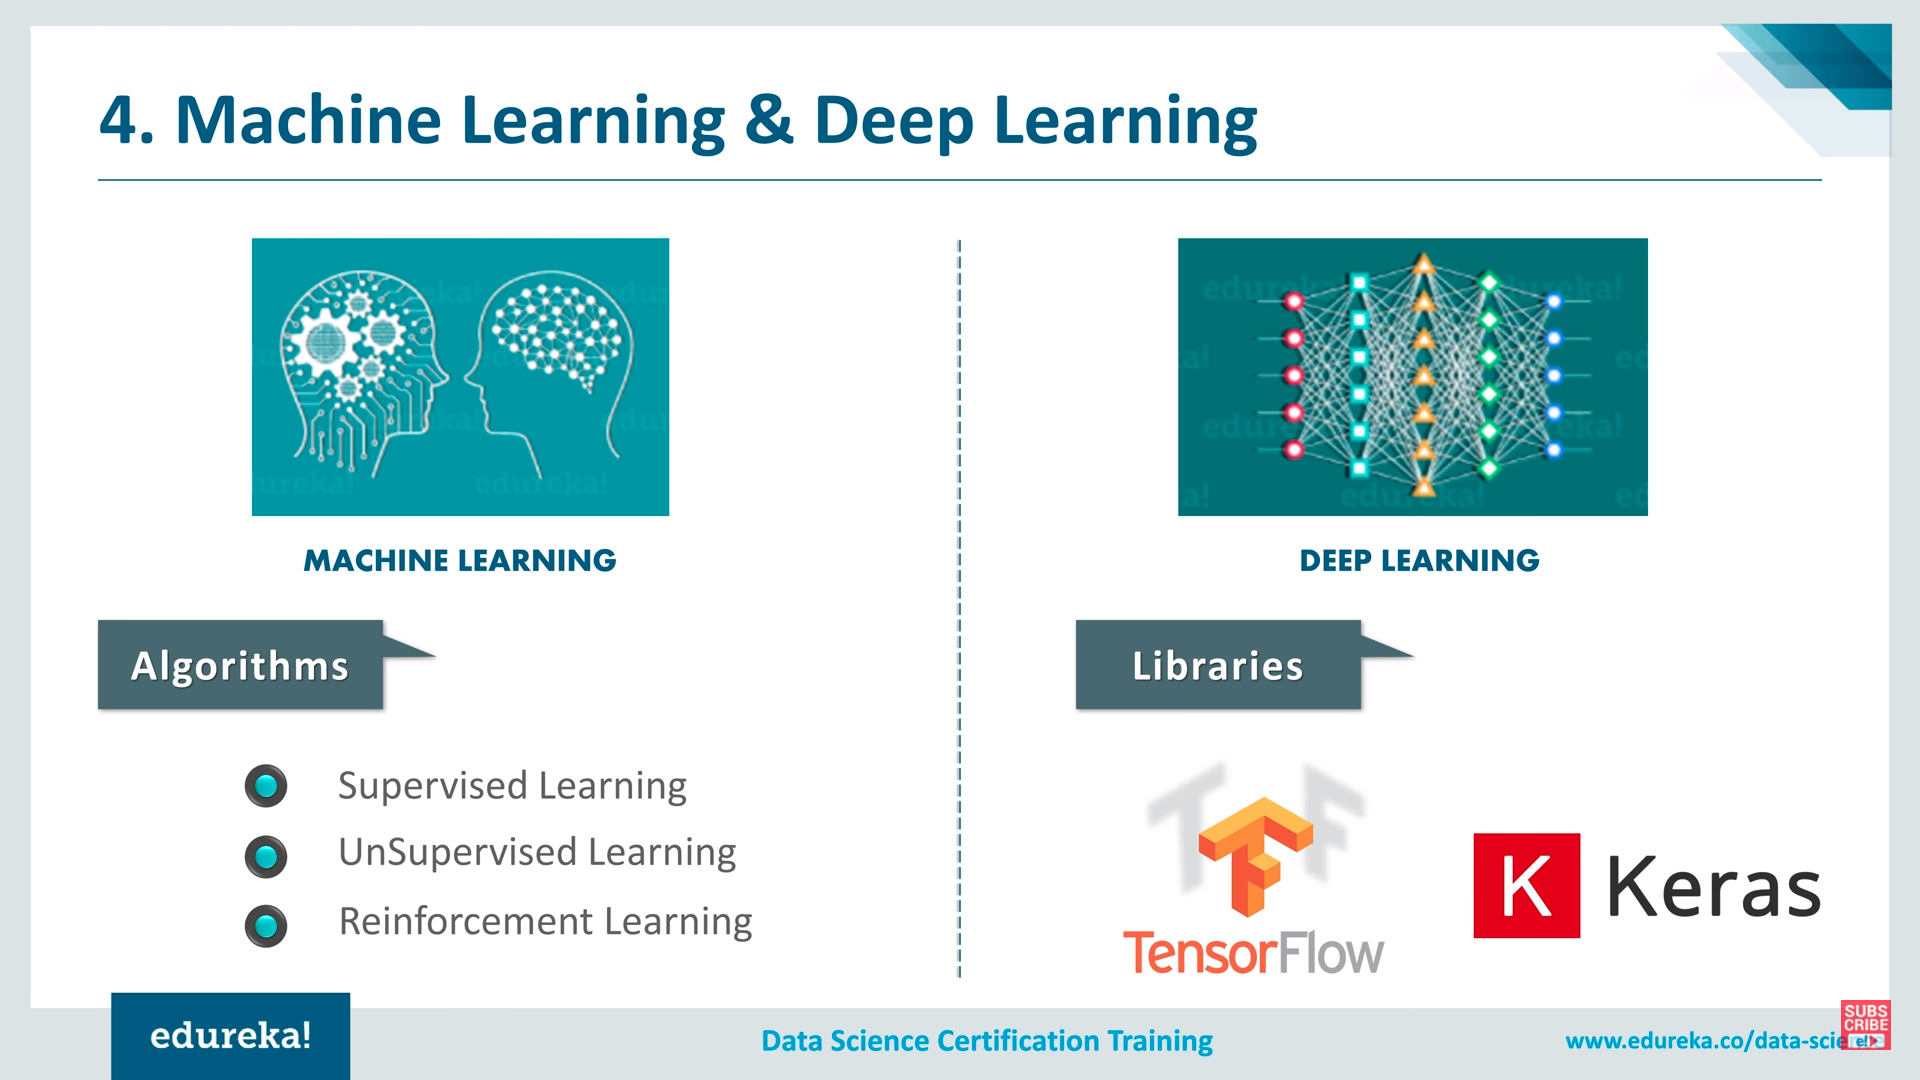 4. Machine Learning & Deep Learning
MACHINE LEARNING
Algorithms
Supervised Learning
UnSupervised Learning
Reinforcement Learning
DEEP LEARNING
Libraries
TensorFlow
K Keras
edureka!
Data Science Certification Training
www.edureka.co/data-scie
SUBS
CRIBE